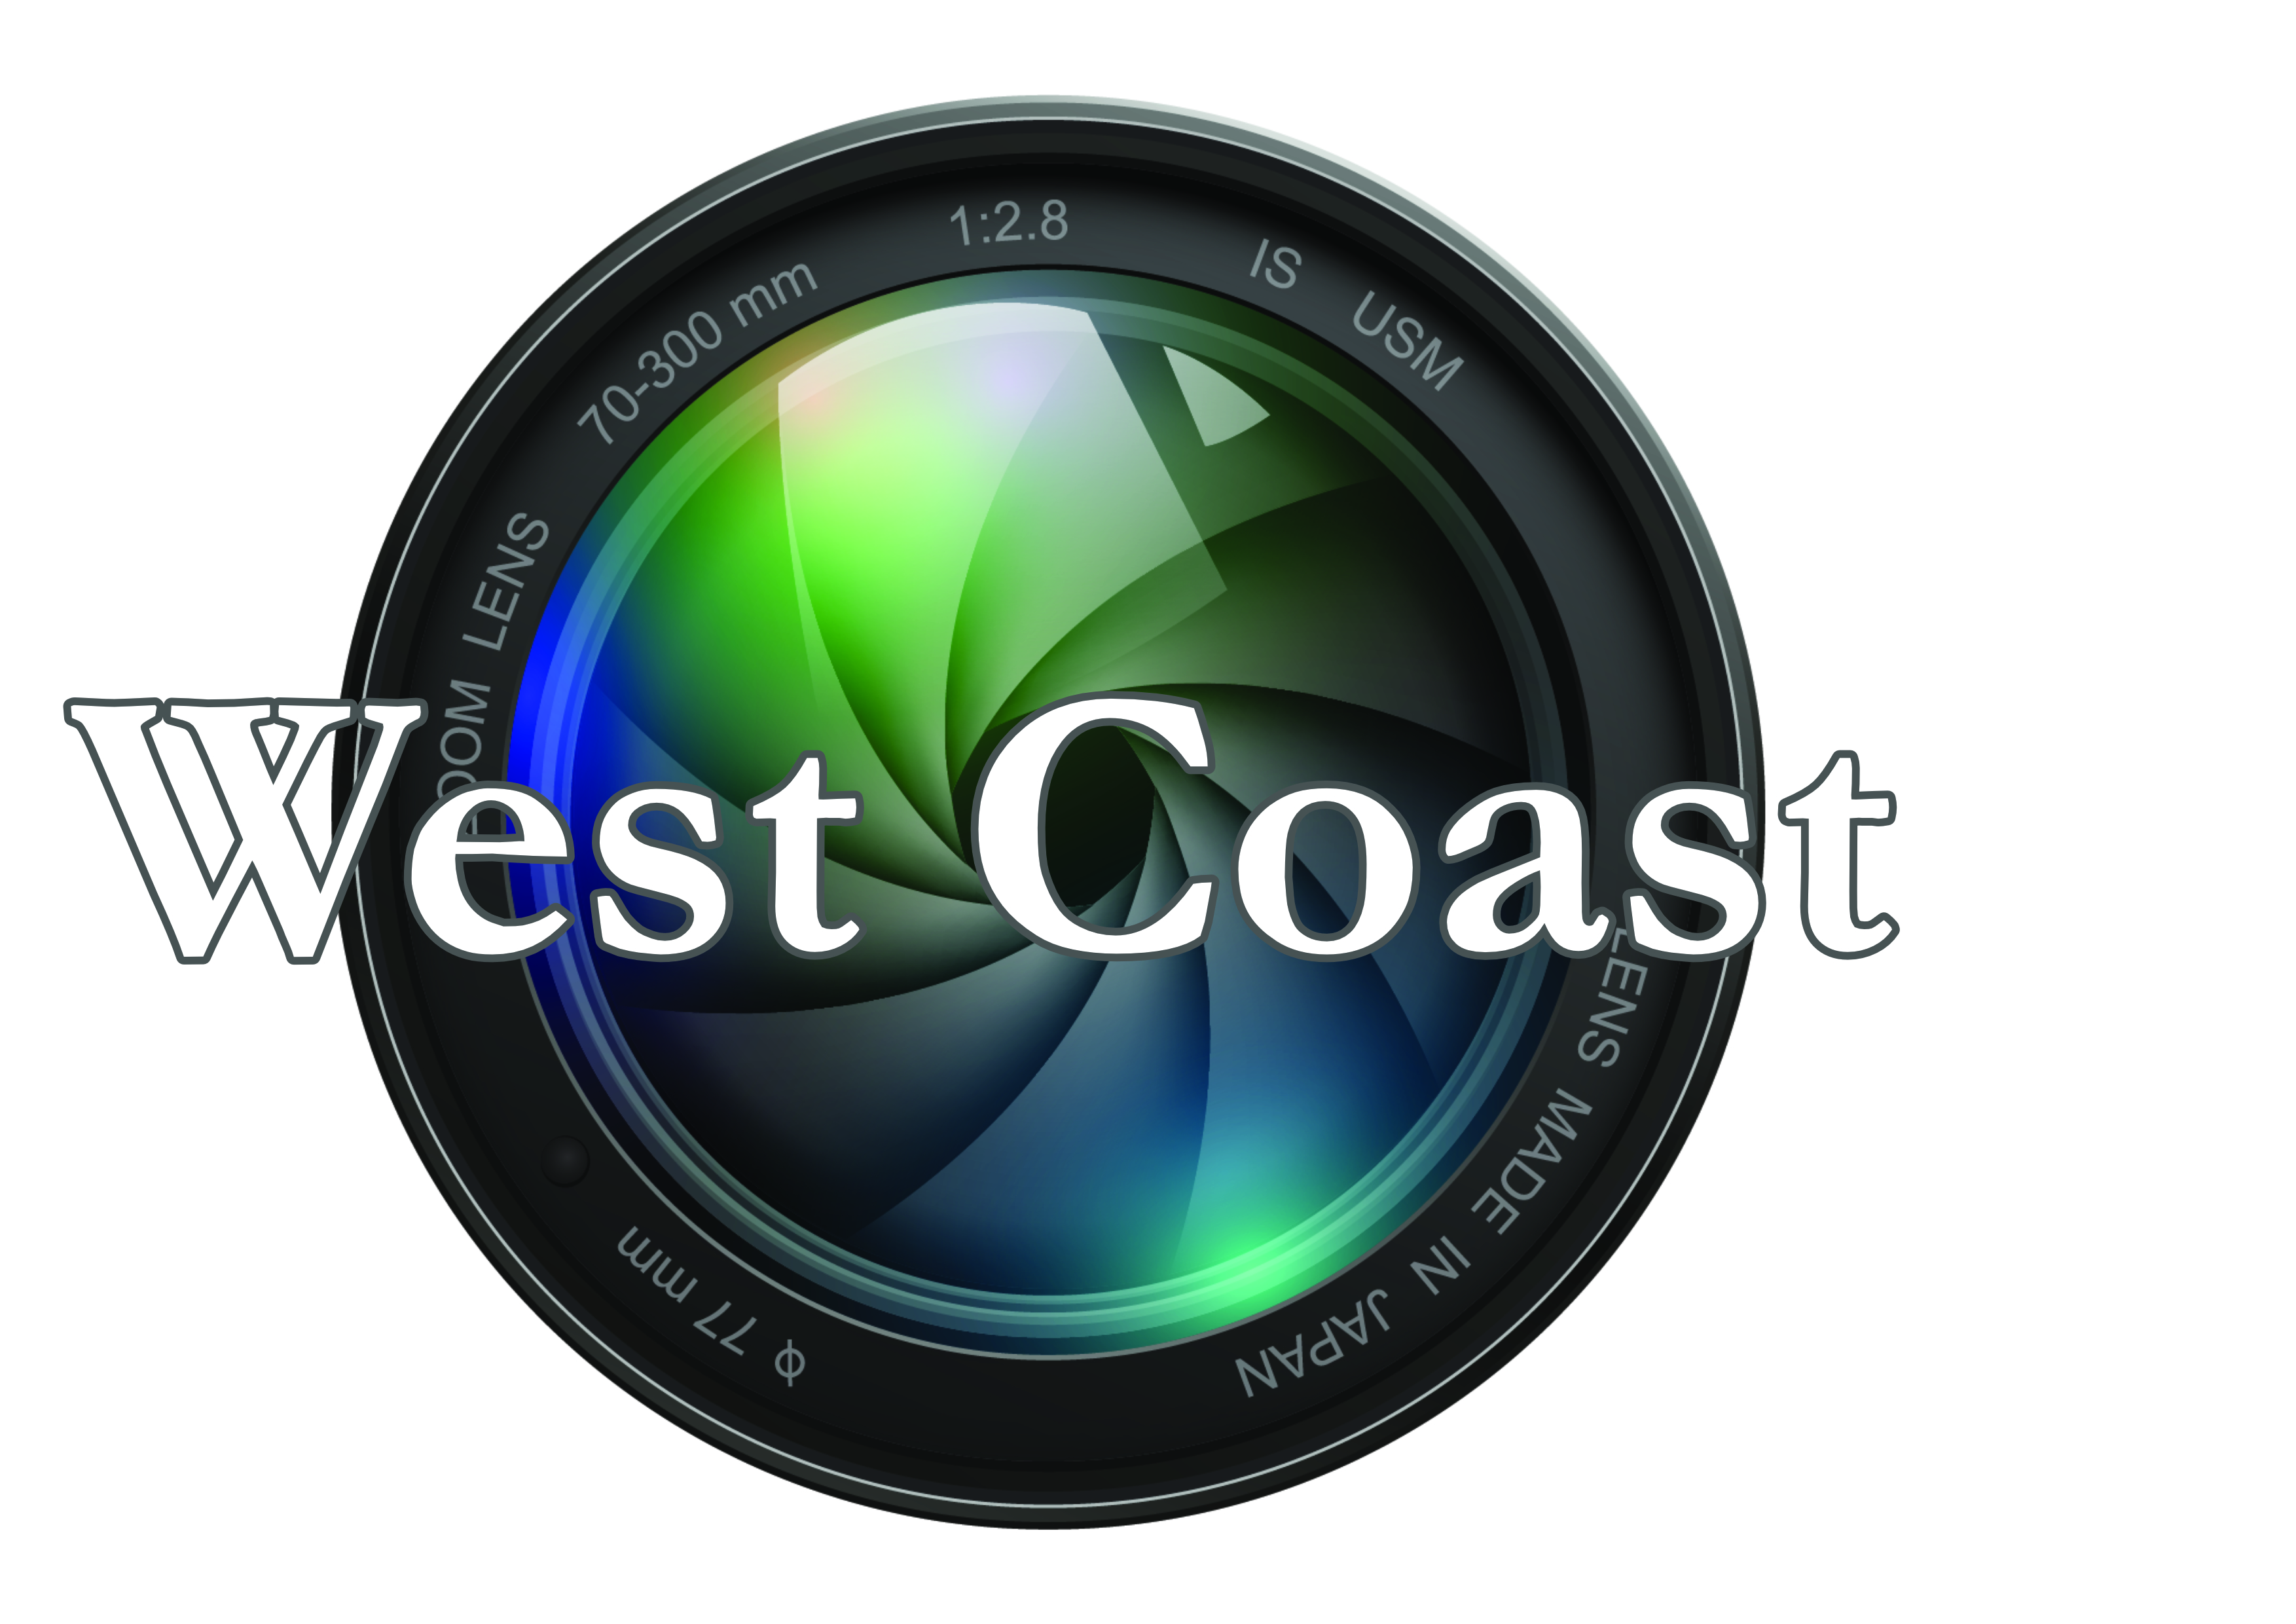 1:2.8
IS USM
70-300 mm
LENS
West Coast
LENS MADE IN JAPAN
ϕ 77 mm